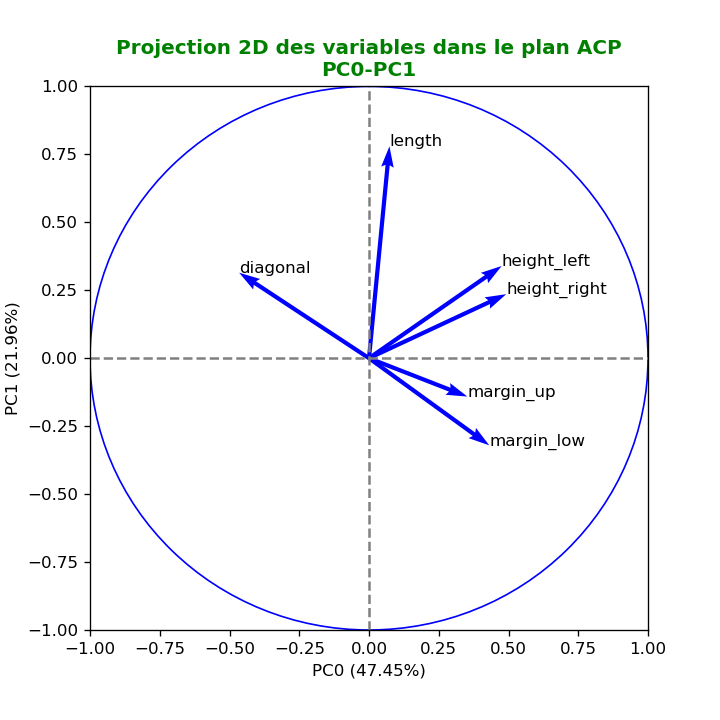 Projection 2D des variables dans le plan ACP
PC0-PC1
1.00
0.75
0.50
0.25
0.00
−0.25
−0.50
−0.75
−1.00
PC1 (21.96%)
length
diagonal
height_left
height_right
margin_up
margin_low
−1.00 −0.75 −0.50 −0.25 0.00 0.25 0.50 0.75 1.00
PC0 (47.45%)